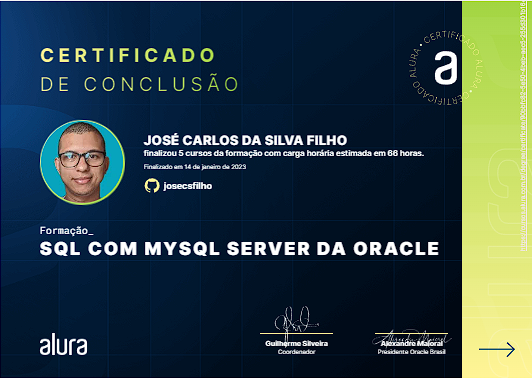 CERTIFICADO
DE CONCLUSÃO
CERTIFICADO ALURA • CERTIFICADO ALURA •
a
JOSÉ CARLOS DA SILVA FILHO
finalizou 5 cursos da formação com carga horária estimada em 66 horas.
Finalizado em 14 de janeiro de 2023
josecsfilho
Formação_
SQL COM MYSQL SERVER DA ORACLE
Guilherme Silveira
Coordenador
Alexandre Maioral
Presidente Oracle Brasil
alura